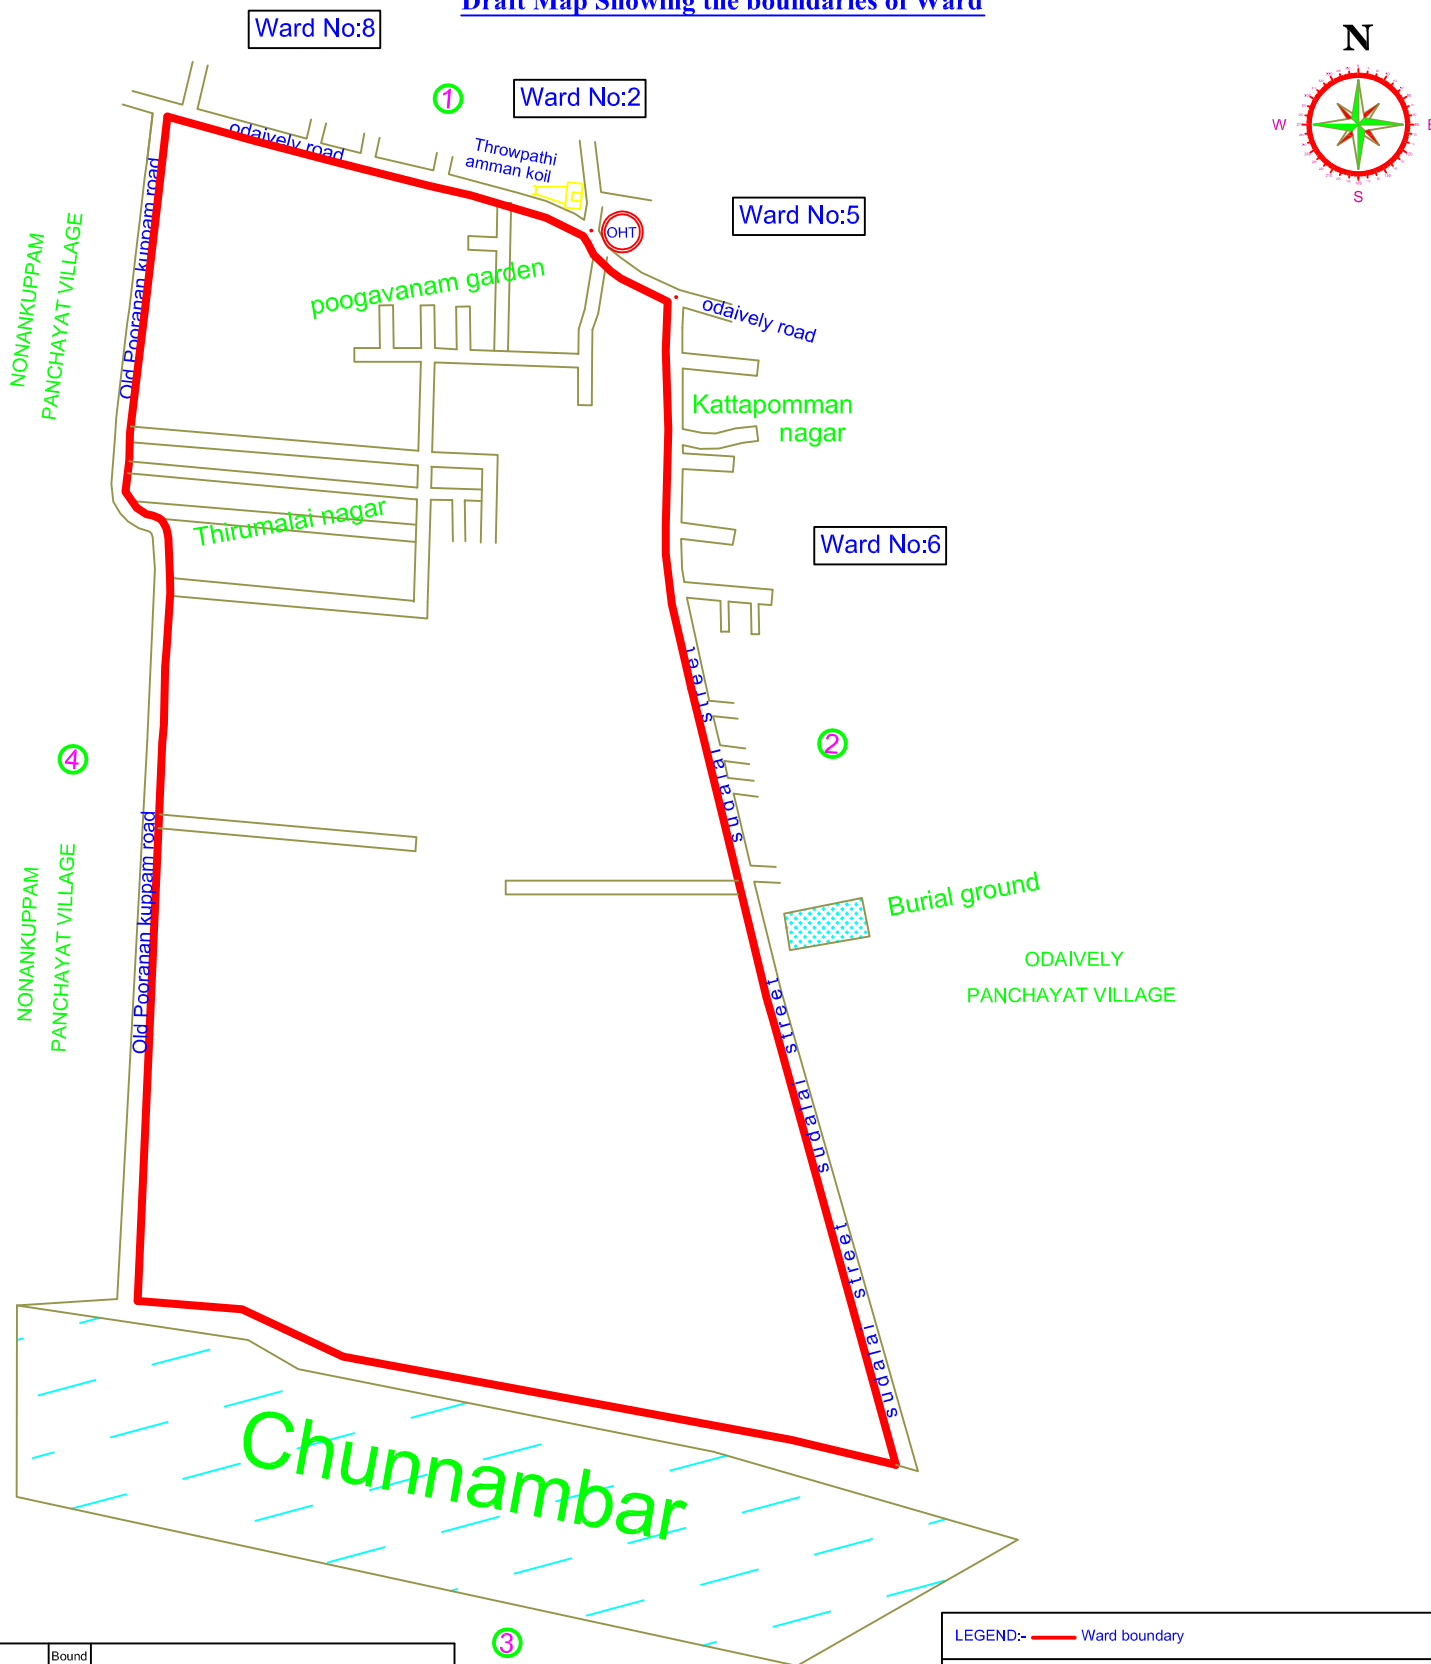 Draft Map Showing the boundaries of Ward
Ward No:8
N
1
Ward No:2
W
E
S
odaively road
Throwpathi
amman koil
Ward No:5
OHT
Old Pooranan kuppam road
NONANKUPPAM
PANCHAYAT VILLAGE
poogavanam garden
odaively road
Kattapomman
nagar
Thirumalai nagar
Ward No:6
sudalai street
4
2
Old Pooranan kuppam road
NONANKUPPAM
PANCHAYAT VILLAGE
Burial ground
ODAIVELY
PANCHAYAT VILLAGE
sudalai street
sudalai street
Chunnambar
3
LEGEND:- Ward boundary
Bound